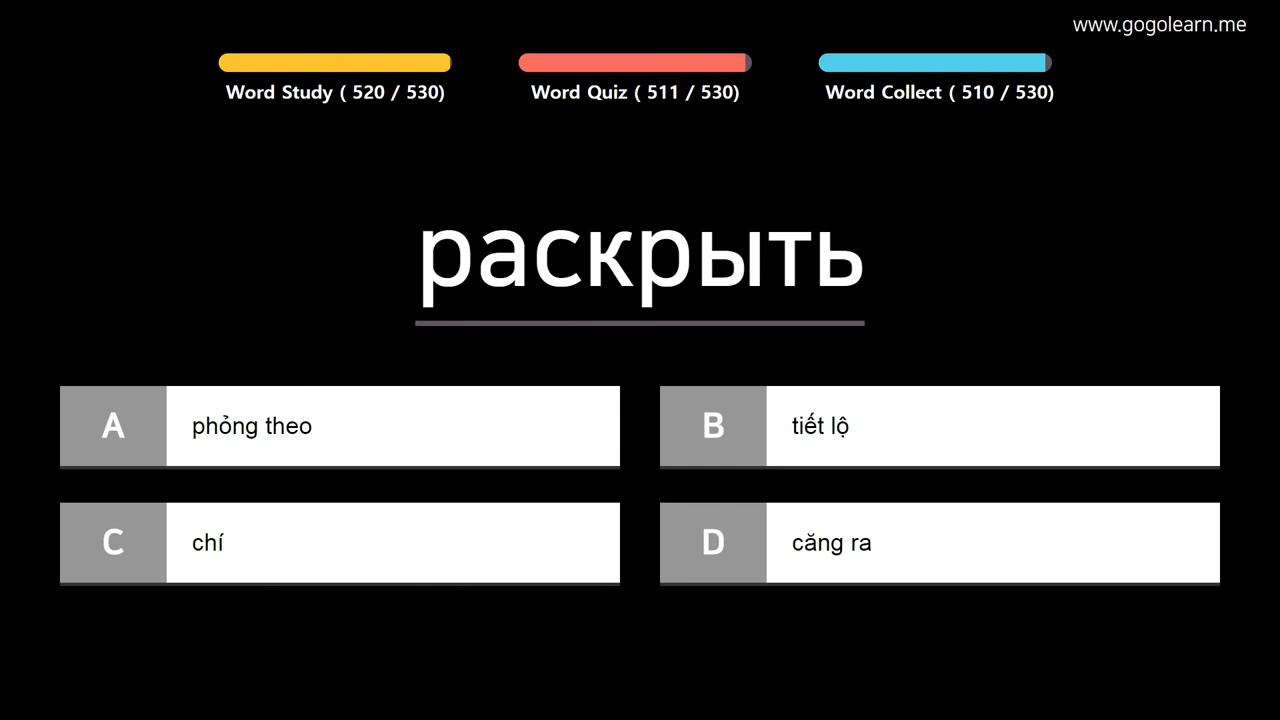 www.gogolearn.me
Word Study ( 520 / 530)
Word Quiz ( 511 / 530)
Word Collect ( 510 / 530)
раскрыть
A phỏng theo
B tiết lộ
C chí
D căng ra